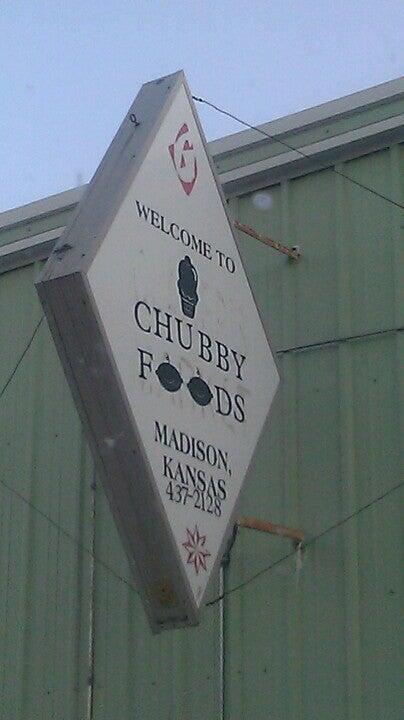 WELCOME TO
CHUBBY
FOODS
MADISON,
KANSAS
437-2128